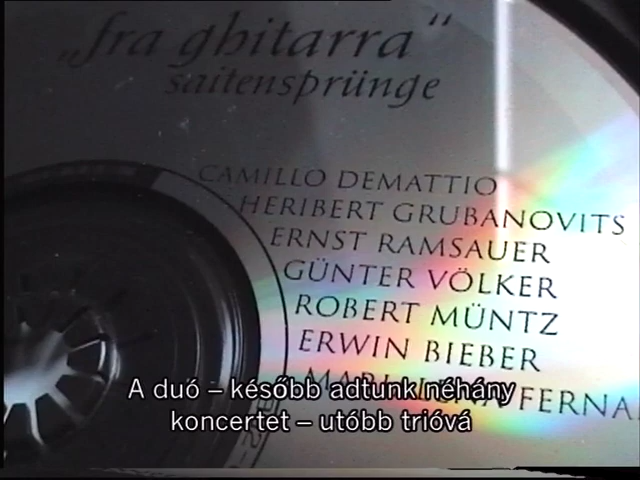 „fra ghitarra“
saitensprünge
CAMILLO DEMATTIO
HERIBERT GRUBANOVITS
ERNST RAMSAUER
GÜNTER VÖLKER
ROBERT MÜNTZ
ERWIN BIEBER
FERNA
A duó – később adtunk néhány
koncertet – utóbb trióvá